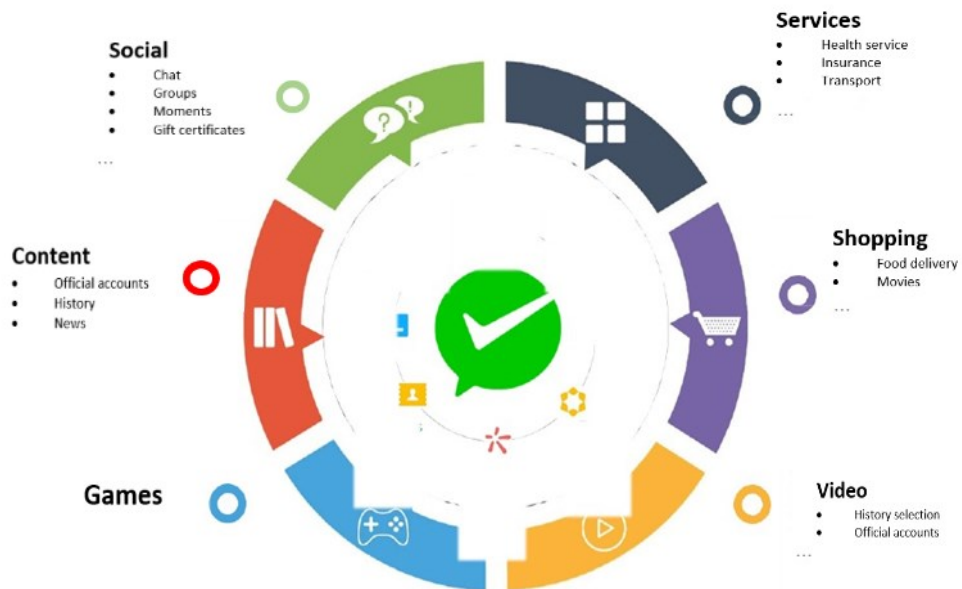 Social
• Chat
• Groups
• Moments
• Gift certificates
...
Services
• Health service
• Insurance
• Transport
...
Content
• Official accounts
• History
• News
Shopping
• Food delivery
• Movies
...
Games
Video
• History selection
• Official accounts
...